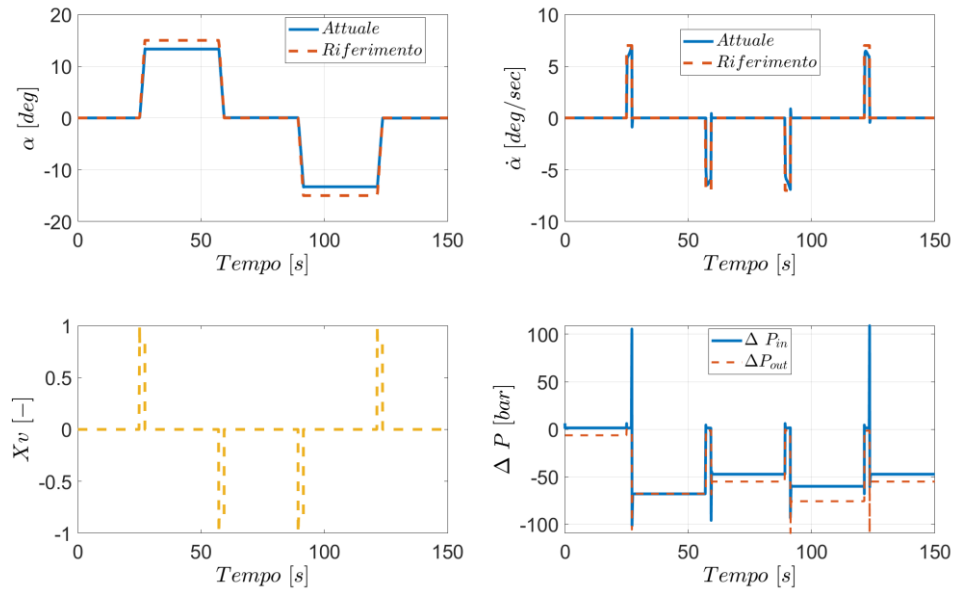 20
10
0
-10
-20
α [deg]
0
50
100
150
Tempo [s]
Attuale
Riferimento
10
5
0
-5
-10
α̇ [deg/sec]
0
50
100
150
Tempo [s]
Attuale
Riferimento
1
0.5
0
-0.5
-1
Xv [−]
0
50
100
150
Tempo [s]
100
50
0
-50
-100
Δ P [bar]
0
50
100
150
Tempo [s]
Δ P_in
ΔP_out